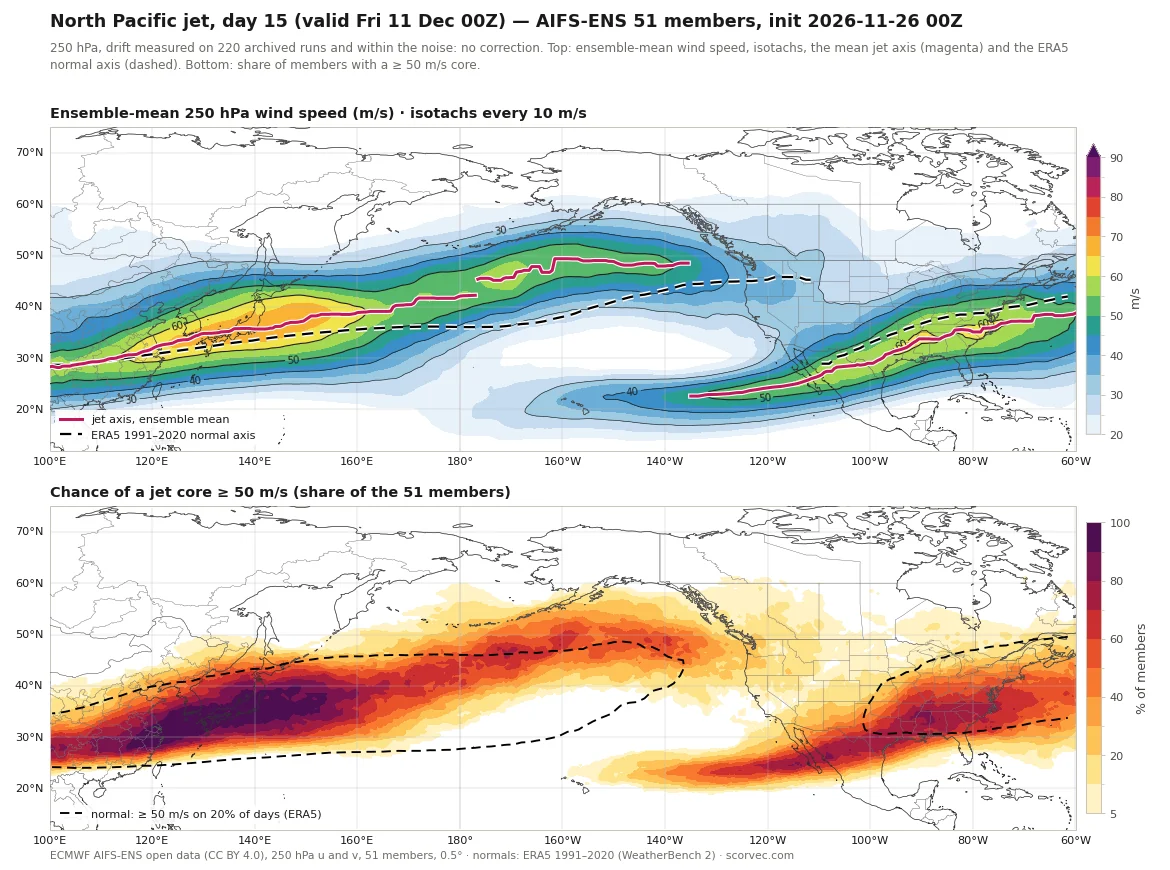 North Pacific jet, day 15 (valid Fri 11 Dec 00Z) — AIFS-ENS 51 members, init 2026-11-26 00Z
250 hPa, drift measured on 220 archived runs and within the noise: no correction. Top: ensemble-mean wind speed, isotachs, the mean jet axis (magenta) and the ERA5
normal axis (dashed). Bottom: share of members with a ≥ 50 m/s core.
Ensemble-mean 250 hPa wind speed (m/s) · isotachs every 10 m/s
70°N
60°N
50°N
40°N
30°N
20°N
30
60
50
40
30
40
50
60
60
jet axis, ensemble mean
ERA5 1991–2020 normal axis
100°E 120°E 140°E 160°E 180° 160°W 140°W 120°W 100°W 80°W 60°W
90
80
70
60
50
40
30
20
m/s
Chance of a jet core ≥ 50 m/s (share of the 51 members)
70°N
60°N
50°N
40°N
30°N
20°N
normal: ≥ 50 m/s on 20% of days (ERA5)
100°E 120°E 140°E 160°E 180° 160°W 140°W 120°W 100°W 80°W 60°W
100
80
60
40
20
5
% of members
ECMWF AIFS-ENS open data (CC BY 4.0), 250 hPa u and v, 51 members, 0.5° · normals: ERA5 1991–2020 (WeatherBench 2) · scorvec.com